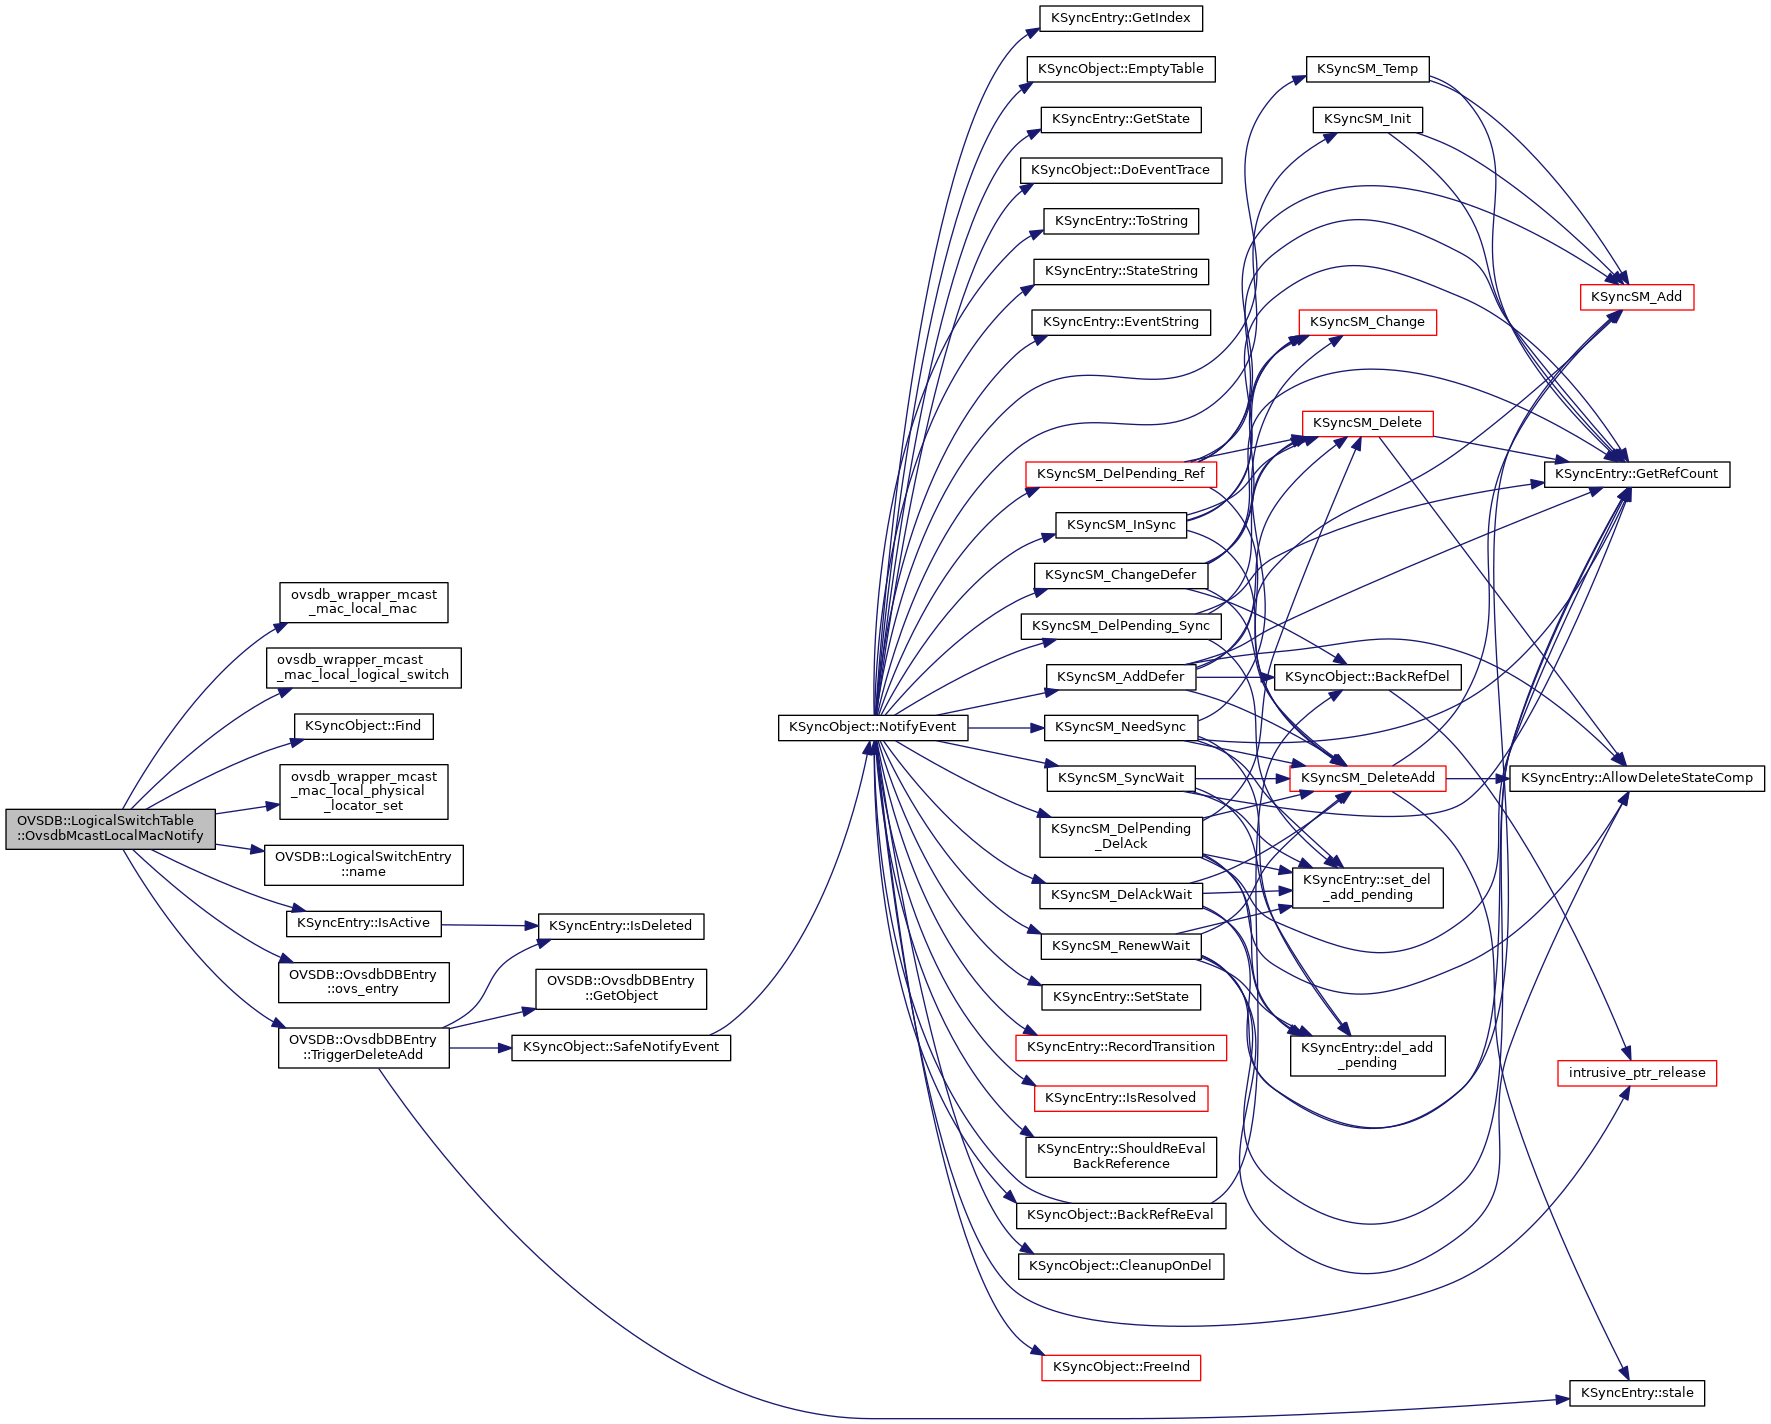 OVSDB::LogicalSwitchTable
::OvsdbMcastLocalMacNotify
ovsdb_wrapper_mcast
_mac_local_mac
ovsdb_wrapper_mcast
_mac_local_logical_switch
KSyncObject::Find
ovsdb_wrapper_mcast
_mac_local_physical
_locator_set
OVSDB::LogicalSwitchEntry
::name
KSyncEntry::IsActive
OVSDB::OvsdbDBEntry
::ovs_entry
OVSDB::OvsdbDBEntry
::TriggerDeleteAdd
KSyncEntry::IsDeleted
OVSDB::OvsdbDBEntry
::GetObject
KSyncObject::SafeNotifyEvent
KSyncObject::NotifyEvent
KSyncEntry::GetIndex
KSyncObject::EmptyTable
KSyncEntry::GetState
KSyncObject::DoEventTrace
KSyncEntry::ToString
KSyncEntry::StateString
KSyncEntry::EventString
KSyncSM_DelPending_Ref
KSyncSM_InSync
KSyncSM_ChangeDefer
KSyncSM_DelPending_Sync
KSyncSM_AddDefer
KSyncSM_NeedSync
KSyncSM_SyncWait
KSyncSM_DelPending
_DelAck
KSyncSM_DelAckWait
KSyncSM_RenewWait
KSyncEntry::SetState
KSyncEntry::RecordTransition
KSyncEntry::IsResolved
KSyncEntry::ShouldReEval
BackReference
KSyncObject::BackRefReEval
KSyncObject::CleanupOnDel
KSyncObject::FreeInd
KSyncSM_Temp
KSyncSM_Init
KSyncSM_Change
KSyncSM_Delete
KSyncObject::BackRefDel
KSyncSM_DeleteAdd
KSyncEntry::set_del
_add_pending
KSyncEntry::del_add
_pending
KSyncSM_Add
KSyncEntry::GetRefCount
KSyncEntry::AllowDeleteStateComp
intrusive_ptr_release
KSyncEntry::stale